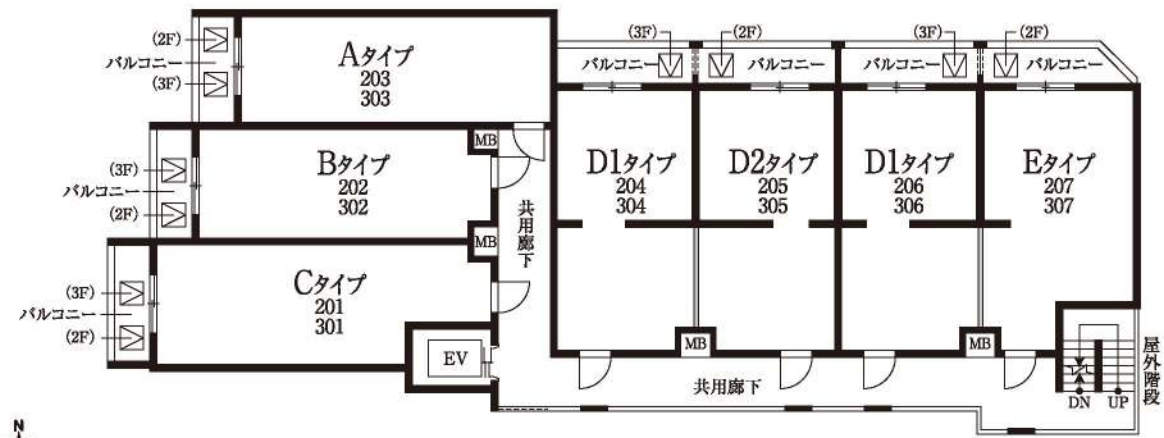 (2F)
バルコニー
(3F)
Aタイプ
203
303
(3F)
バルコニー
(2F)
Bタイプ
202
302
MB
(3F)
バルコニー
(2F)
Cタイプ
201
301
MB
EV
共用廊下
(3F)
バルコニー
(2F)
バルコニー
(3F)
バルコニー
(2F)
バルコニー
D1タイプ
204
304
D2タイプ
205
305
D1タイプ
206
306
Eタイプ
207
307
MB
MB
共用廊下
DN
UP
屋外階段
N